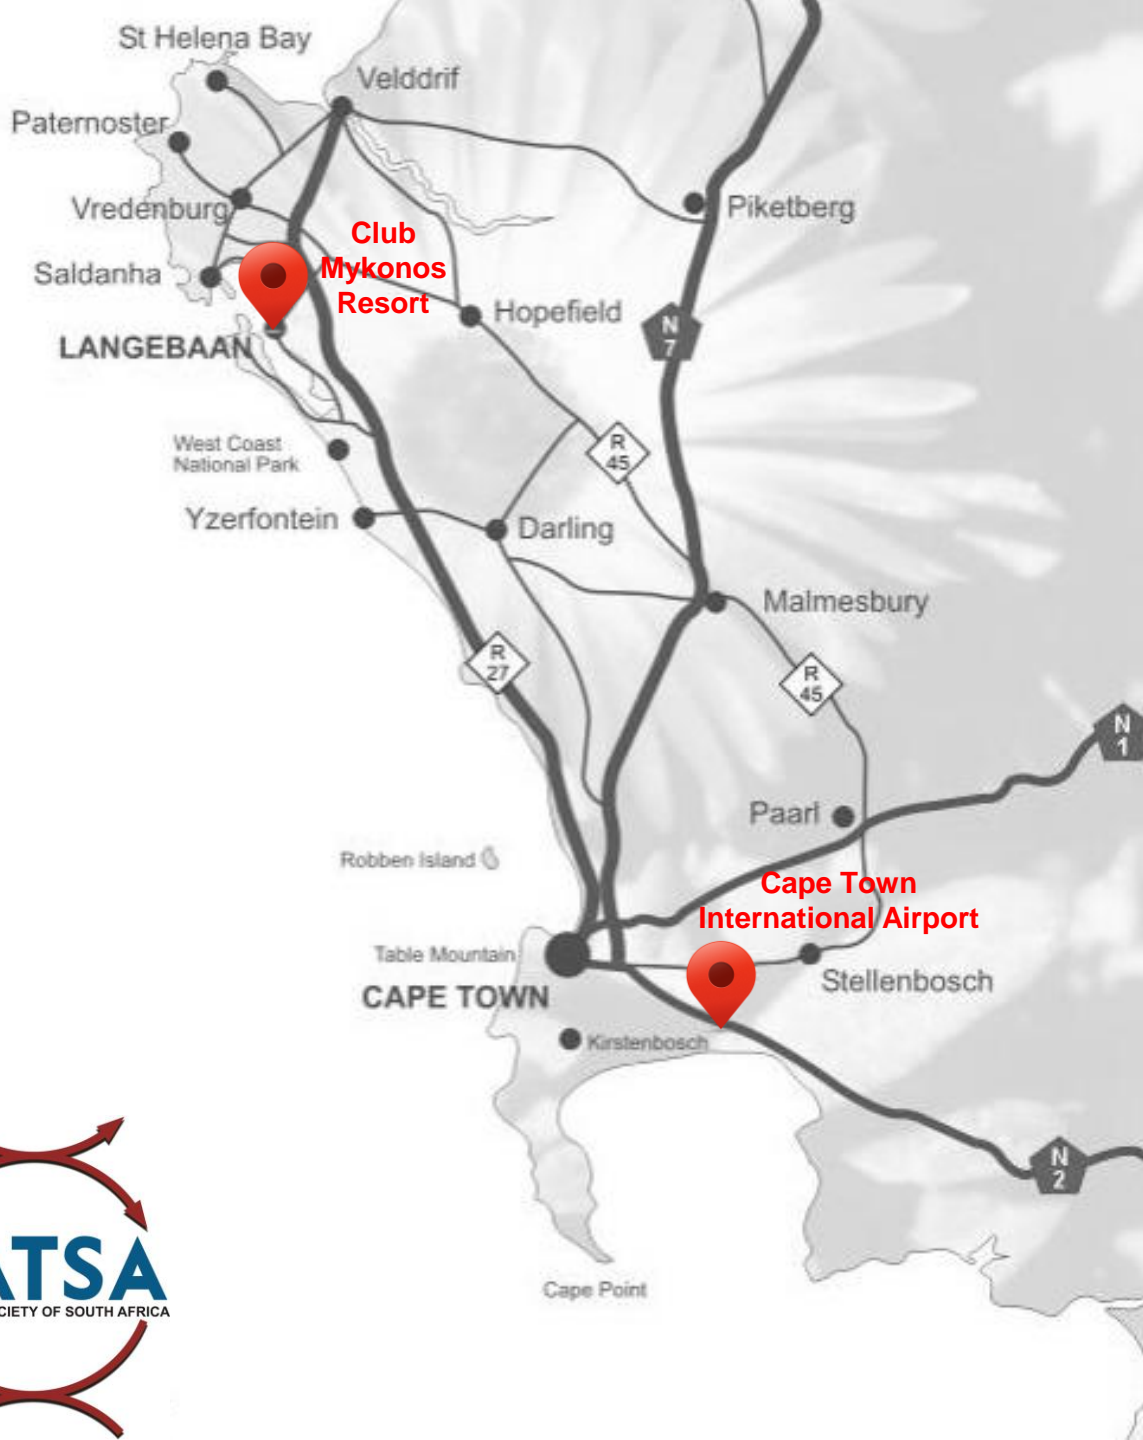 St Helena Bay
Velddrif
Paternoster
Vredenburg
Piketberg
Club
Mykonos
Resort
Saldanha
Hopefield
N
7
LANGEBAAN
West Coast
National Park
R
45
Yzerfontein
Darling
Malmesbury
R
27
R
45
N
1
Paarl
Robben Island
Cape Town
International Airport
Table Mountain
Stellenbosch
CAPE TOWN
Kirstenbosch
N
2
ATSA
CIETY OF SOUTH AFRICA
Cape Point